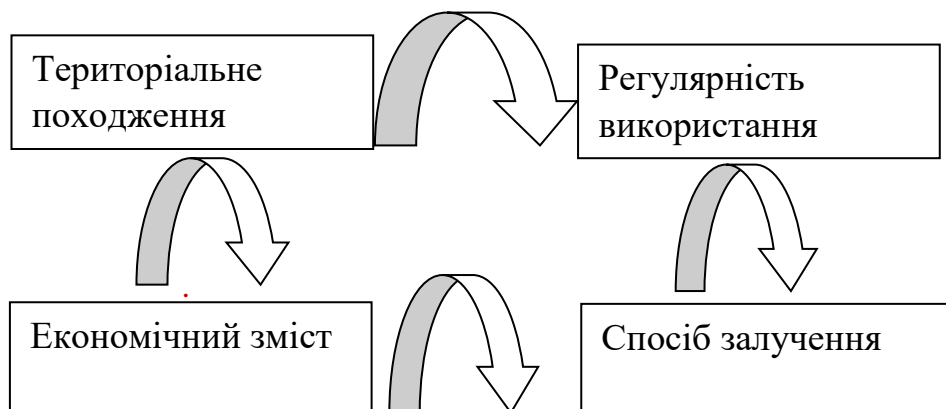 Територіальне
походження
Регулярність
використання
Економічний зміст
Спосіб залучення